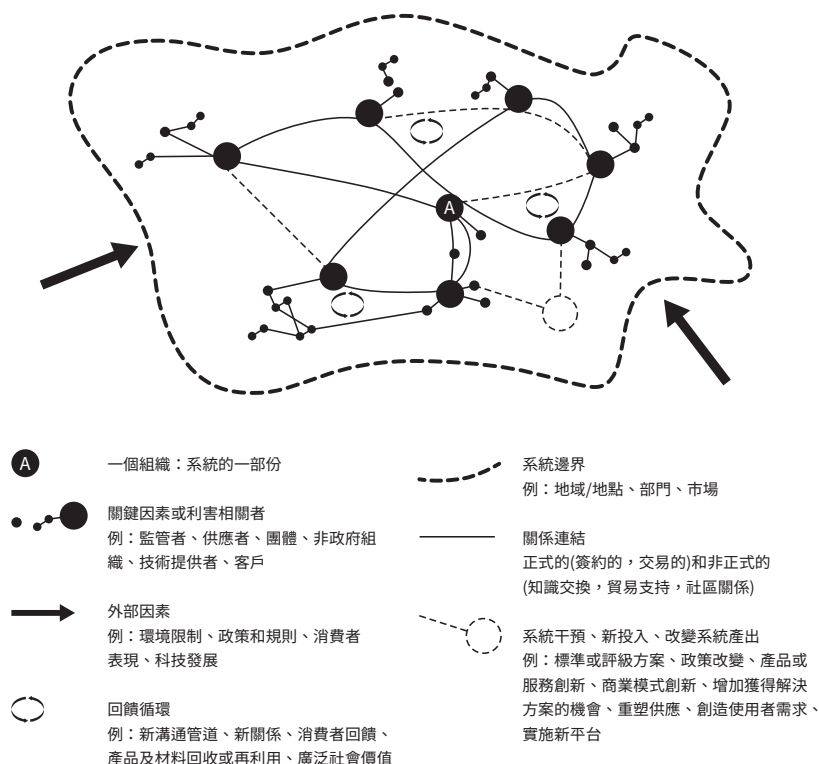 A
A
一個組織：系統的一部份
關鍵因素或利害相關者
例：監管者、供應者、團體、非政府組
織、技術提供者、客戶
外部因素
例：環境限制、政策和規則、消費者
表現、科技發展
回饋循環
例：新溝通管道、新關係、消費者回饋、
產品及材料回收或再利用、廣泛社會價值
系統邊界
例：地域/地點、部門、市場
關係連結
正式的(簽約的，交易的)和非正式的
(知識交換，貿易支持，社區關係)
系統干預、新投入、改變系統產出
例：標準或評級方案、政策改變、產品或
服務創新、商業模式創新、增加獲得解決
方案的機會、重塑供應、創造使用者需求、
實施新平台